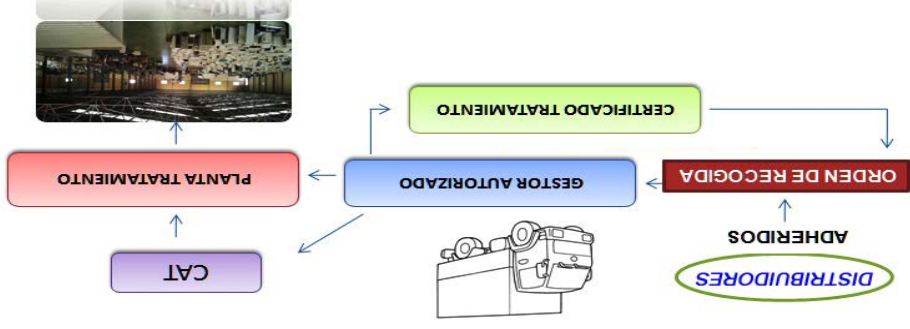 DISTRIBUIDORES
ADHERIDOS
ORDEN DE RECOGIDA
GESTOR AUTORIZADO
CAT
PLANTA TRATAMIENTO
CERTIFICADO TRATAMIENTO